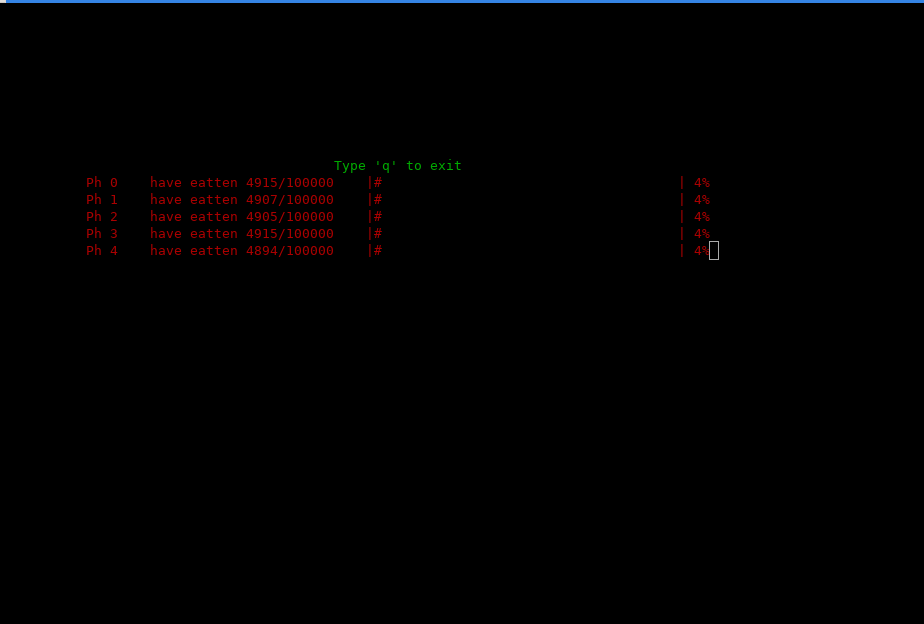 Type 'q' to exit
Ph 0    have eatten 4915/100000    |#                                     | 4%
Ph 1    have eatten 4907/100000    |#                                     | 4%
Ph 2    have eatten 4905/100000    |#                                     | 4%
Ph 3    have eatten 4915/100000    |#                                     | 4%
Ph 4    have eatten 4894/100000    |#                                     | 4%